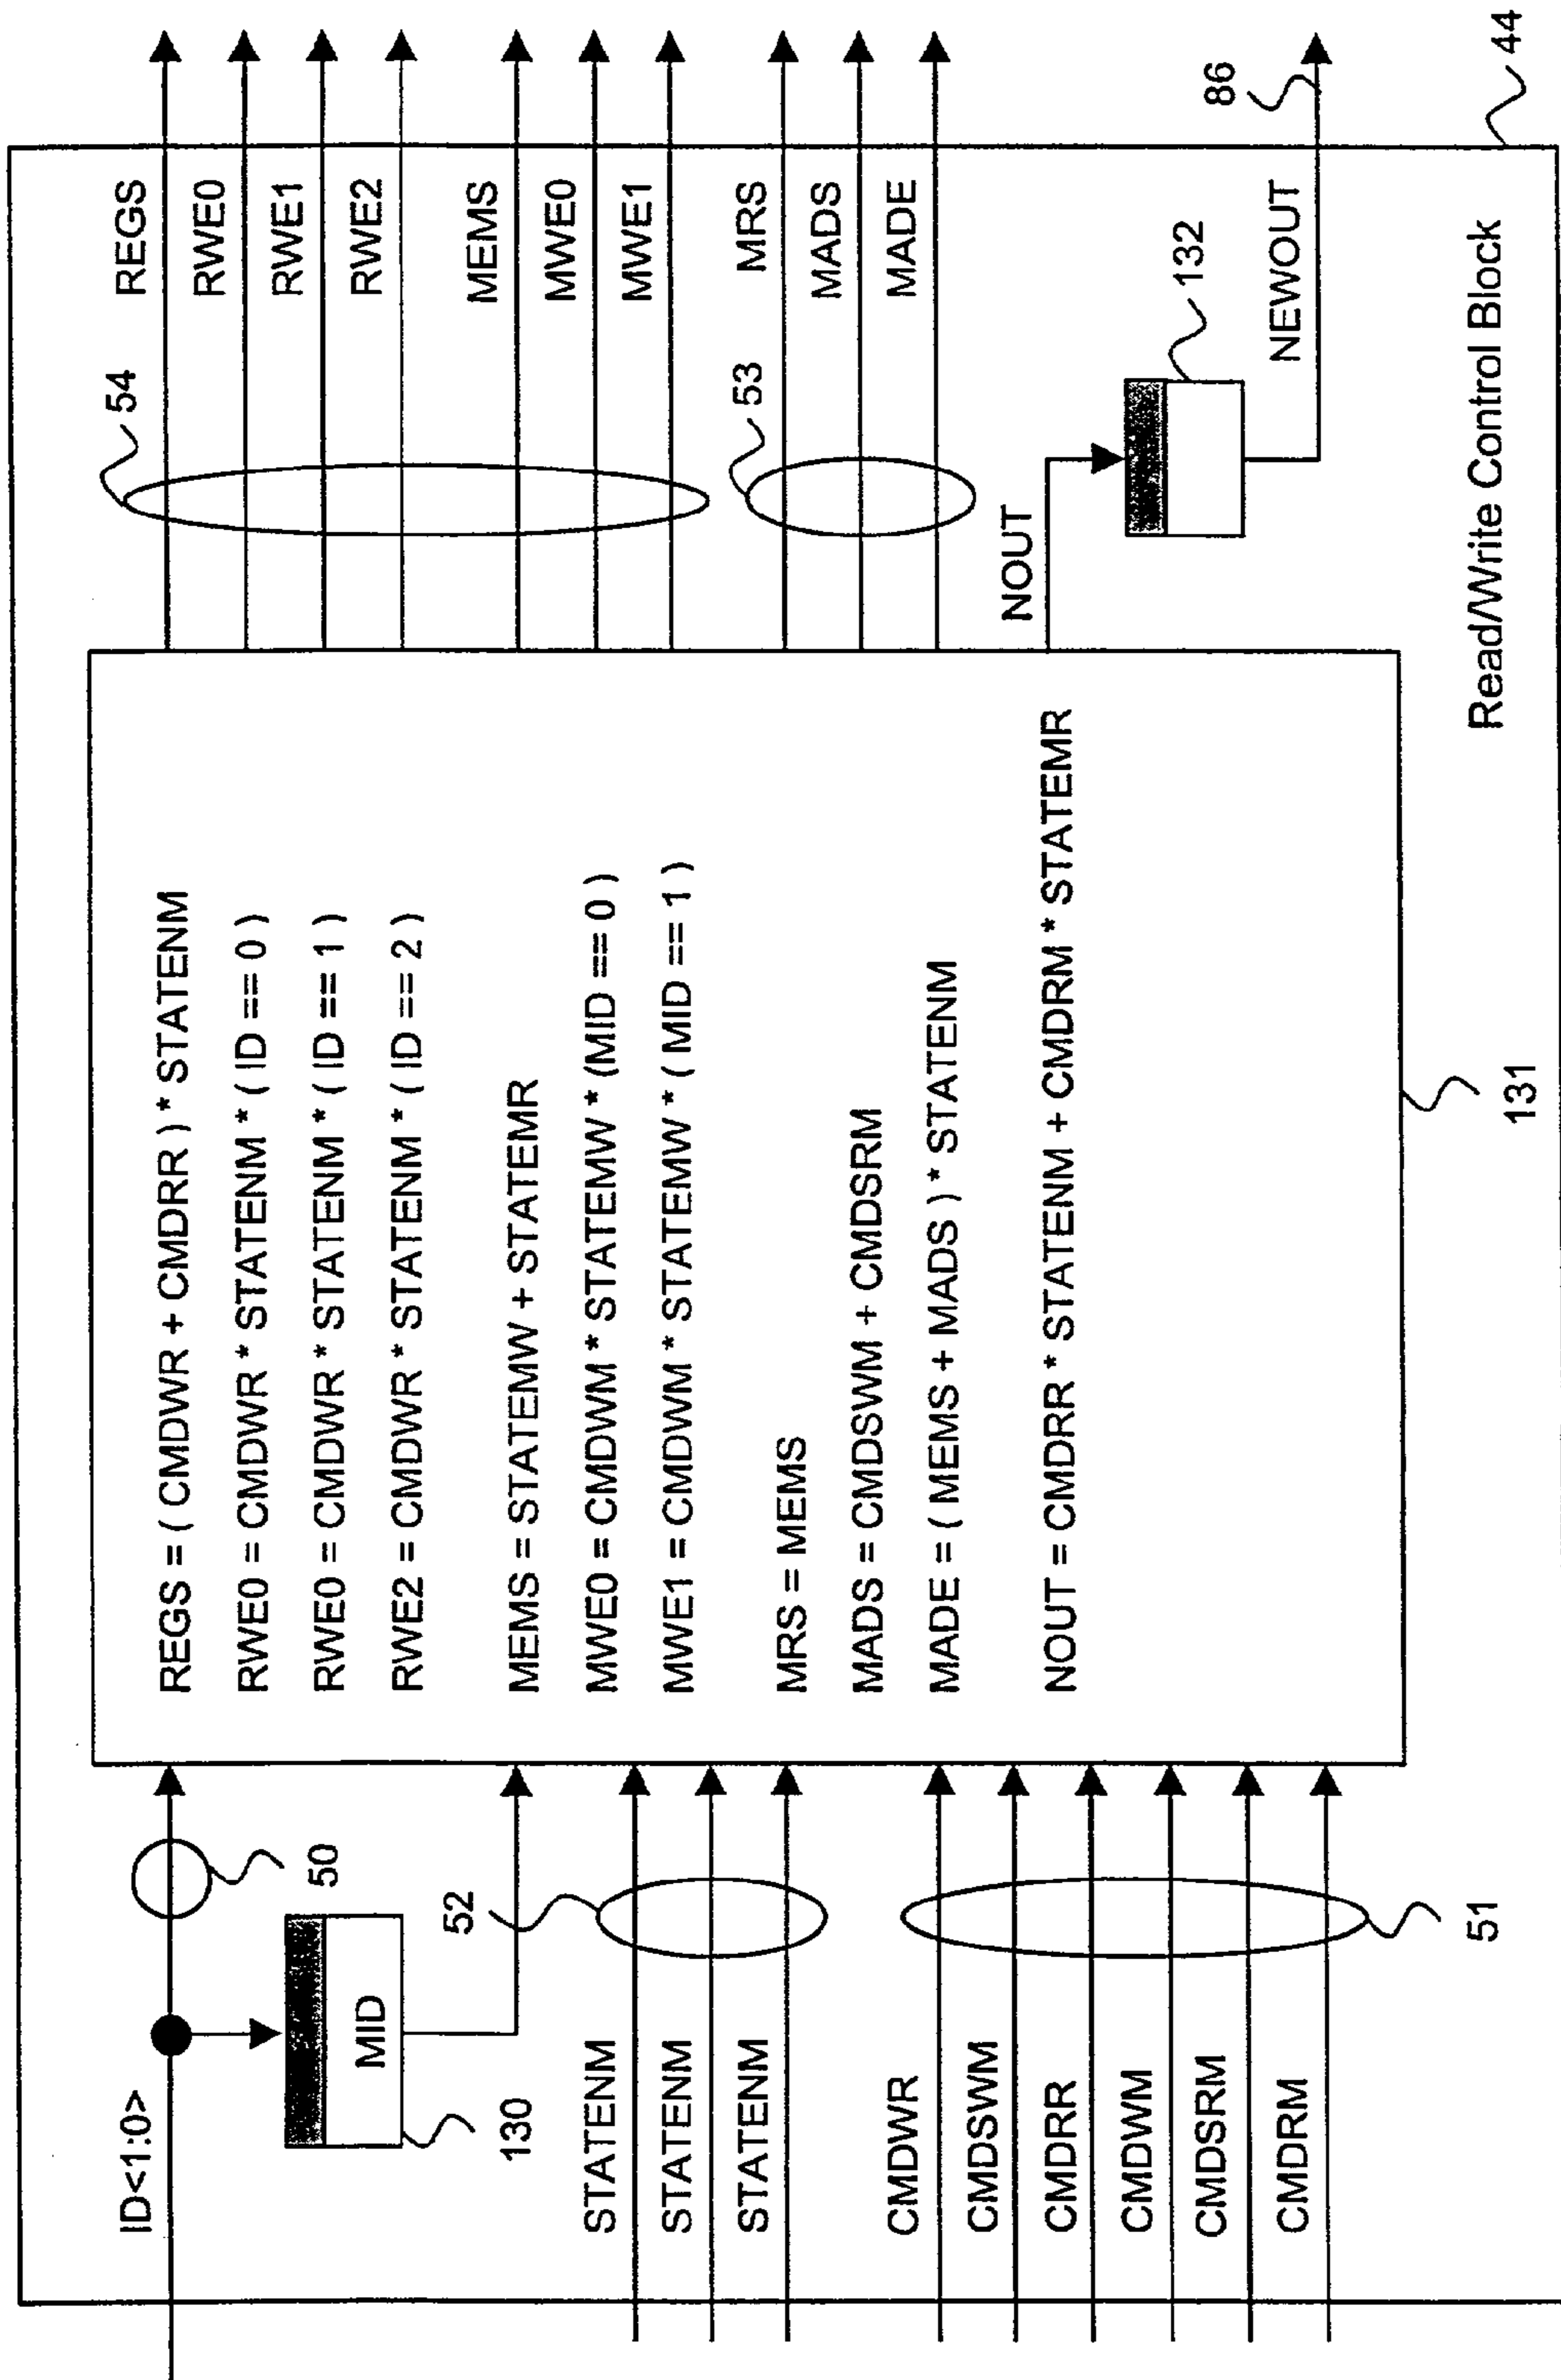 ID<1:0>
50
MID
130
STATENM
STATENM
STATENM
52
CMDWR
CMDSWM
CMDRR
CMDWM
CMDSRM
CMDRM
51
REGS = ( CMDWR + CMDRR ) * STATENM
RWE0 = CMDWR * STATENM * ( ID == 0 )
RWE0 = CMDWR * STATENM * ( ID == 1 )
RWE2 = CMDWR * STATENM * ( ID == 2 )
MEMS = STATEMW + STATEMR
MWE0 = CMDWM * STATEMW * (MID == 0 )
MWE1 = CMDWM * STATEMW * ( MID == 1 )
MRS = MEMS
MADS = CMDSWM + CMDSRM
MADE = ( MEMS + MADS ) * STATENM
NOUT = CMDRR * STATENM + CMDRM * STATEMR
131
54
REGS
RWE0
RWE1
RWE2
MEMS
MWE0
MWE1
53
MRS
MADS
MADE
NOUT
132
NEWOUT
86
Read/Write Control Block
44